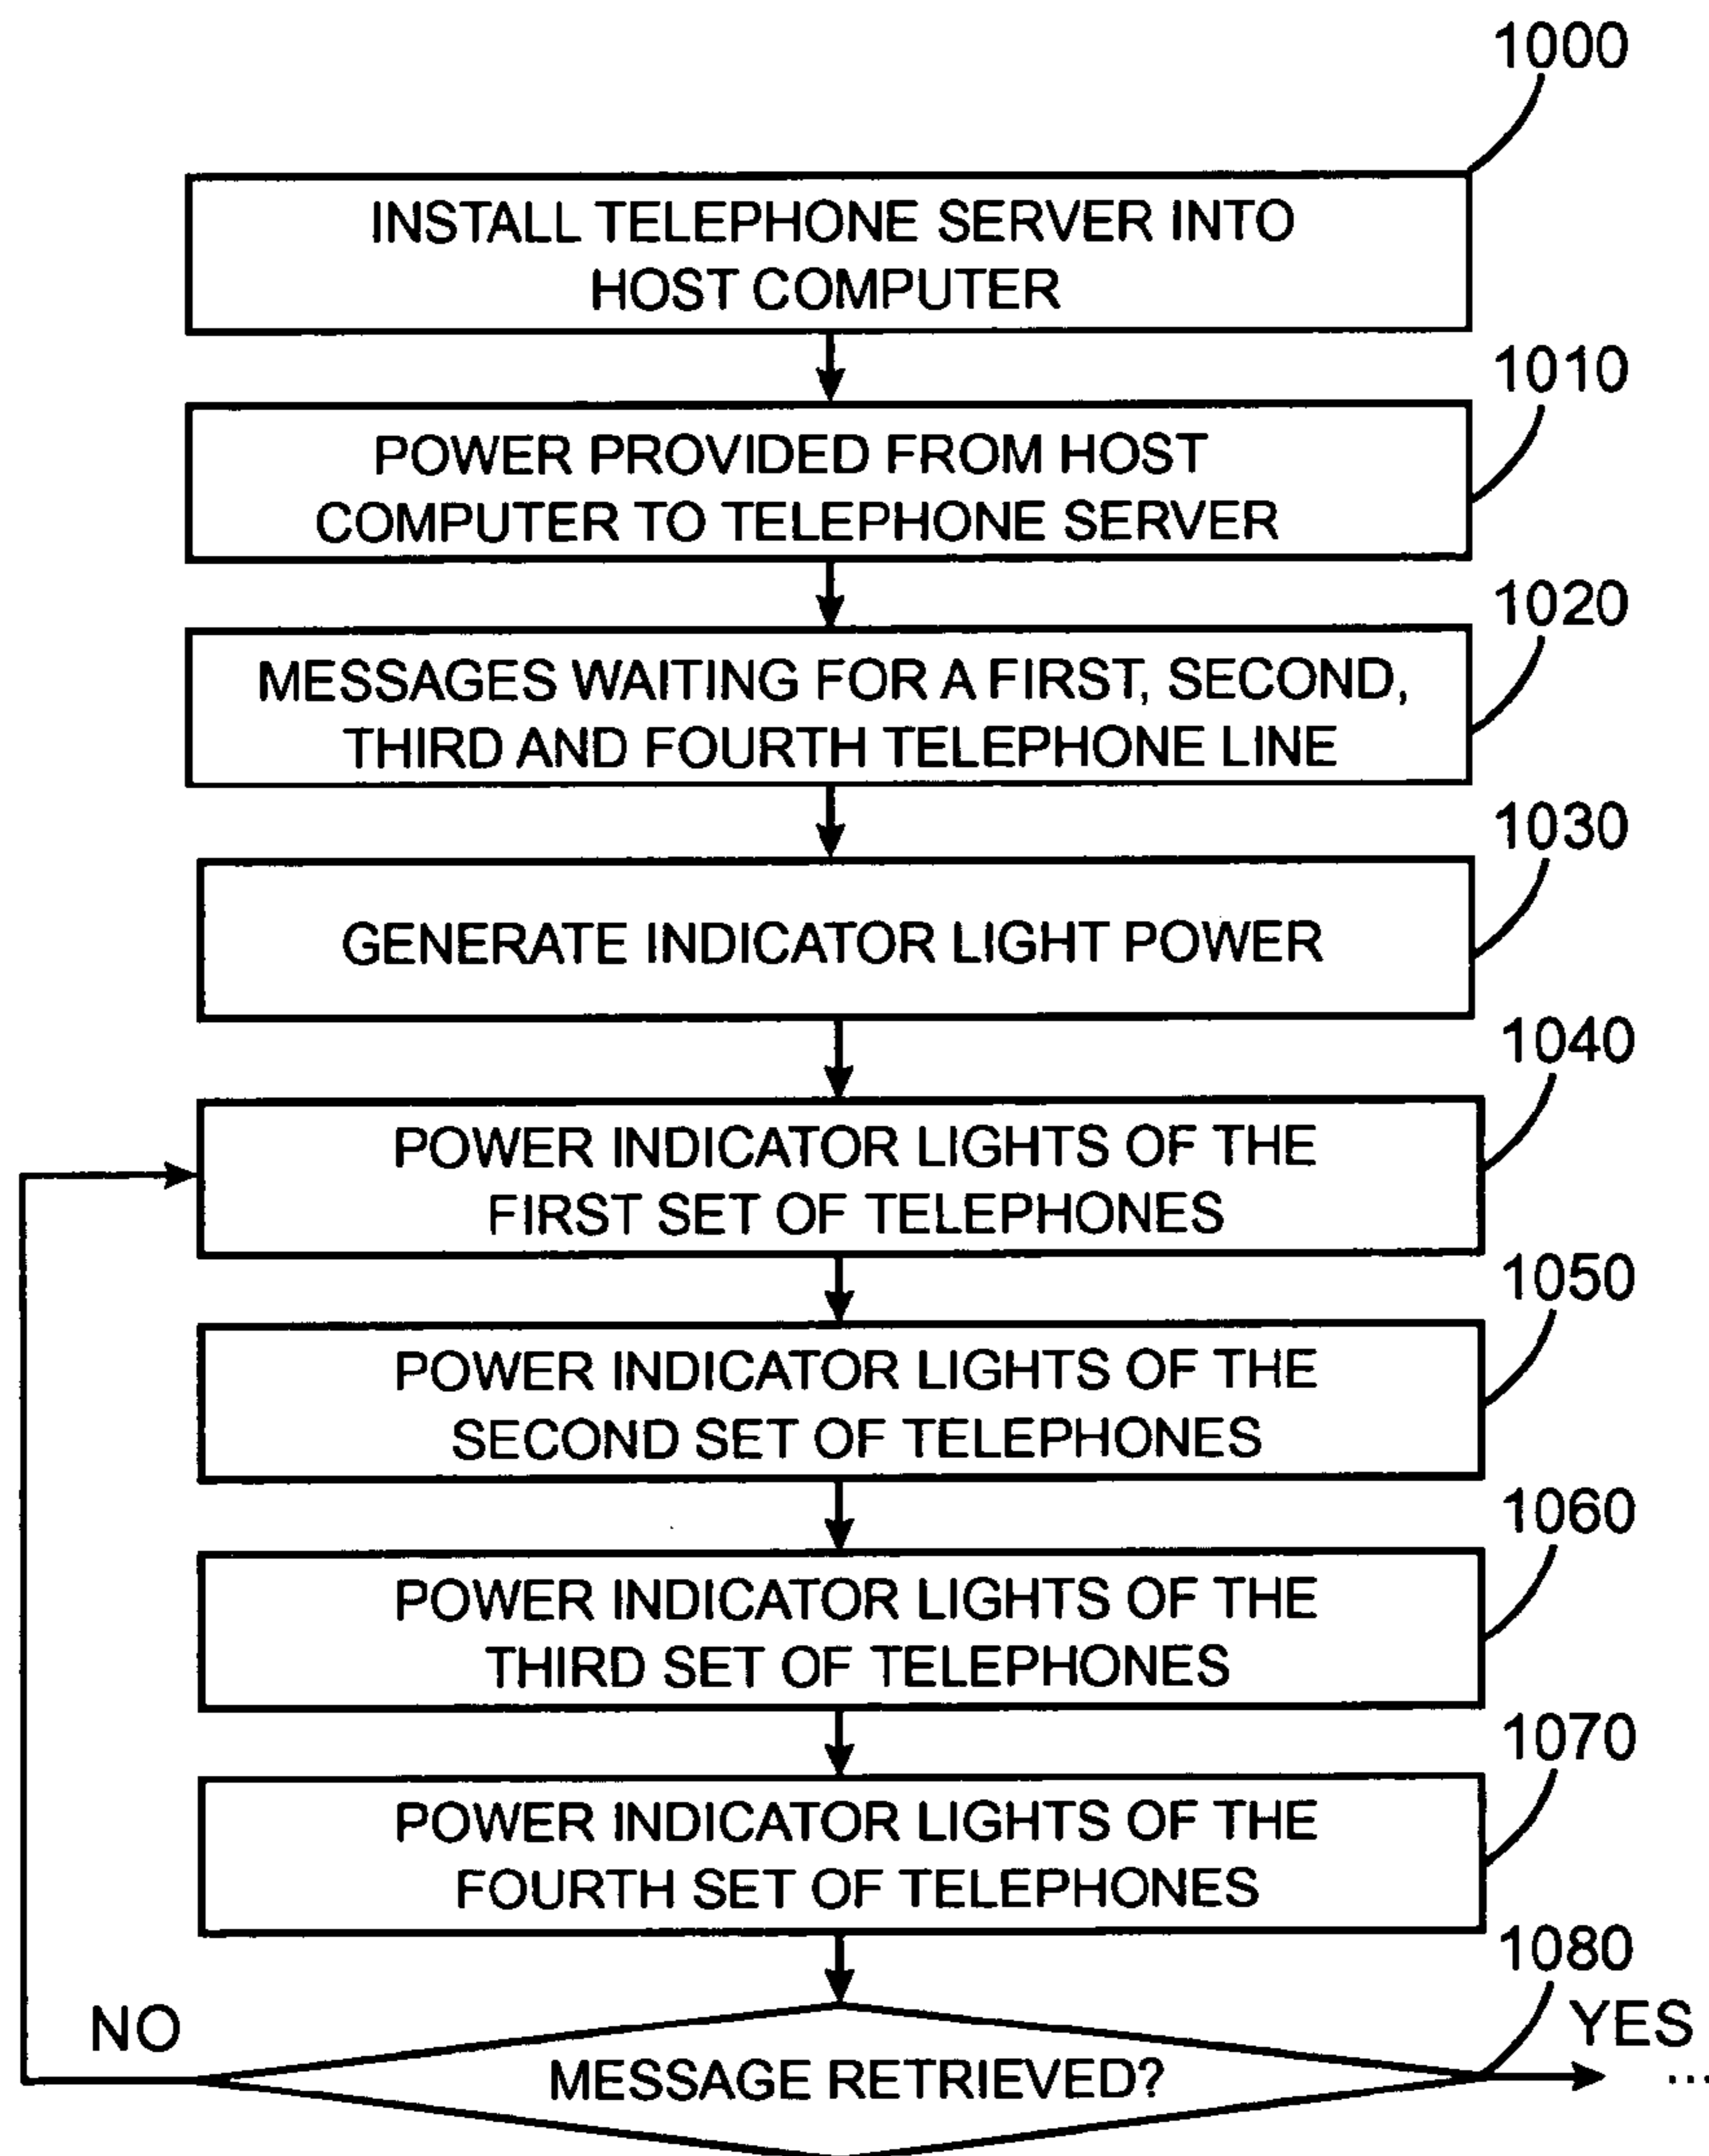 1000
INSTALL TELEPHONE SERVER INTO
HOST COMPUTER
1010
POWER PROVIDED FROM HOST
COMPUTER TO TELEPHONE SERVER
1020
MESSAGES WAITING FOR A FIRST, SECOND,
THIRD AND FOURTH TELEPHONE LINE
1030
GENERATE INDICATOR LIGHT POWER
1040
POWER INDICATOR LIGHTS OF THE
FIRST SET OF TELEPHONES
1050
POWER INDICATOR LIGHTS OF THE
SECOND SET OF TELEPHONES
1060
POWER INDICATOR LIGHTS OF THE
THIRD SET OF TELEPHONES
1070
POWER INDICATOR LIGHTS OF THE
FOURTH SET OF TELEPHONES
1080
NO
YES
MESSAGE RETRIEVED?
...